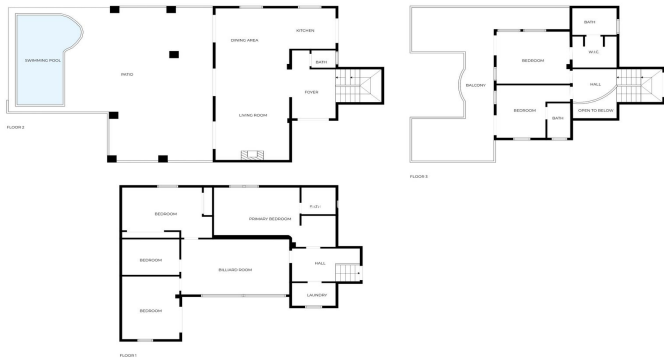 SWIMMING POOL
PATIO
DINING AREA
KITCHEN
BATH
FOYER
LIVING ROOM
FLOOR 2
BATH
W.I.C.
BEDROOM
HALL
BALCONY
BEDROOM
BATH
OPEN TO BELOW
FLOOR 3
BEDROOM
PRIMARY BEDROOM
BEDROOM
BILLIARD ROOM
HALL
LAUNDRY
BEDROOM
FLOOR 1